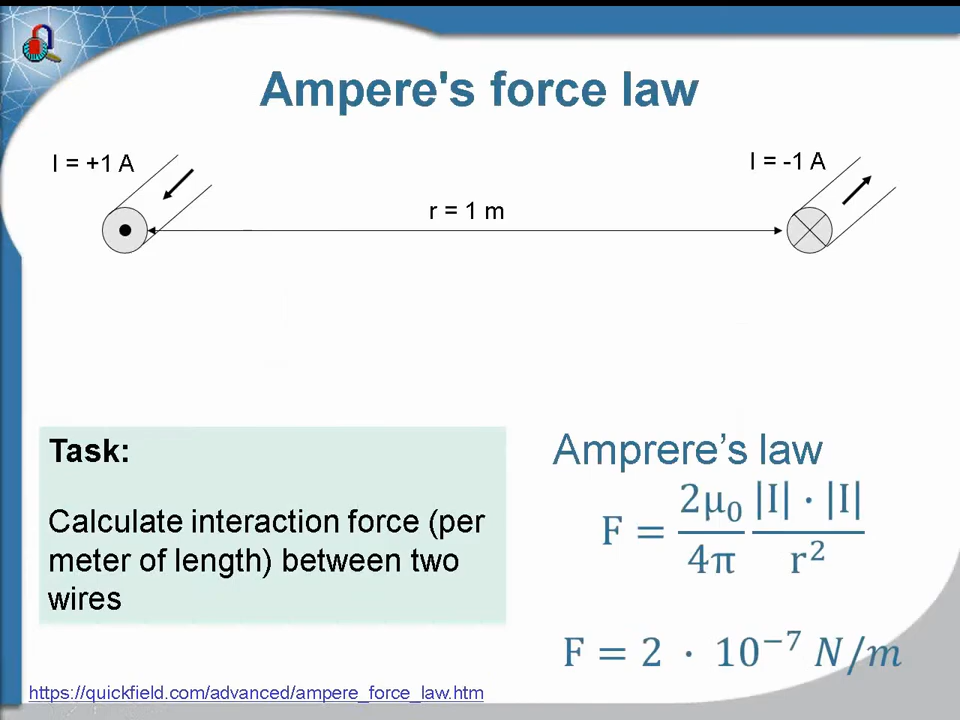 Ampere's force law
I = +1 A
I = -1 A
r = 1 m
Task:
Calculate interaction force (per
meter of length) between two
wires
Amprere’s law
F = 2μ₀/4π |I| · |I|/r²
F = 2 · 10⁻⁷ N/m
https://quickfield.com/advanced/ampere_force_law.htm